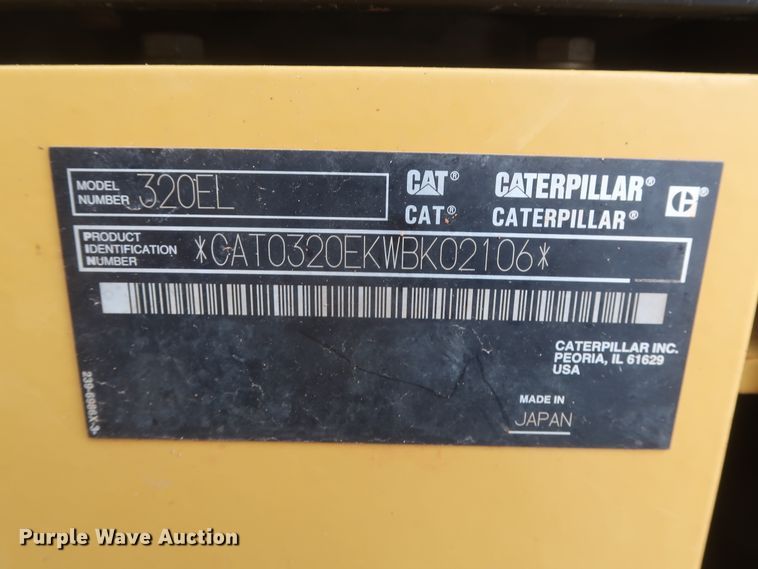 MODEL NUMBER 320EL
CAT® CATERPILLAR® C®
CAT® CATERPILLAR®
PRODUCT IDENTIFICATION NUMBER *CAT0320EKWBK02106*
CATERPILLAR INC.
PEORIA, IL 61629
USA
MADE IN
JAPAN
Purple Wave Auction